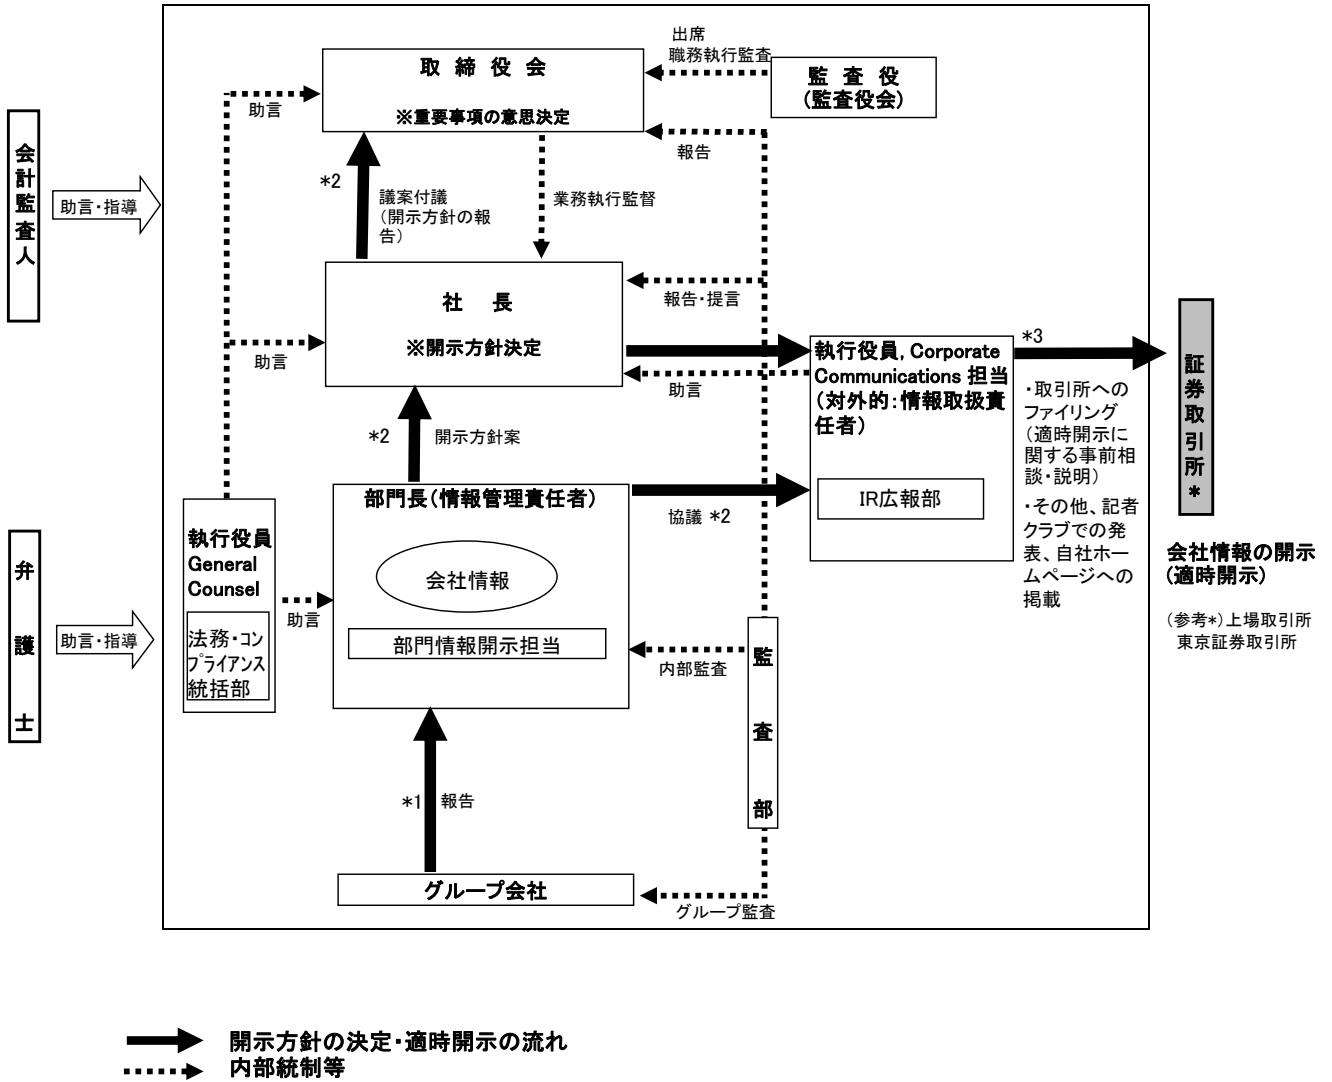 出席
職務執行監査
取 締 役 会
※重要事項の意思決定
監 査 役
(監査役会)
助言
報告
会計監査人
助言・指導
*2
議案付議
(開示方針の報
告)
業務執行監督
社 長
※開示方針決定
報告・提言
助言
助言
執行役員, Corporate
Communications 担当
(対外的：情報取扱責
任者)
IR広報部
*3
・取引所への
ファイリング
(適時開示に
関する事前相
談・説明)
・その他、記者
クラブでの発
表、自社ホー
ムページへの
掲載
証券取引所*
*2
開示方針案
部門長(情報管理責任者)
会社情報
部門情報開示担当
協議 *2
執行役員
General
Counsel
法務・コン
プライアンス
統括部
助言
弁護士
助言・指導
会社情報の開示
(適時開示)
(参考*)上場取引所
東京証券取引所
内部監査
監査部
*1
報告
グループ会社
グループ監査
開示方針の決定・適時開示の流れ
内部統制等